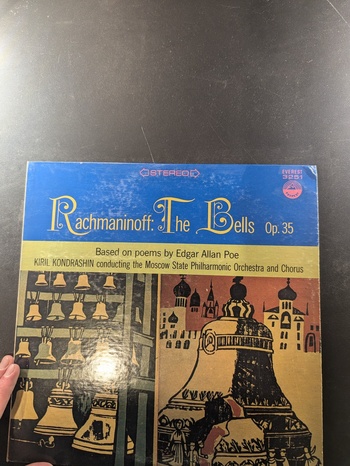 STEREO
EVEREST
3251
Rachmaninoff: The Bells Op. 35
Based on poems by Edgar Allan Poe
KIRIL KONDRASHIN conducting the Moscow State Philharmonic Orchestra and Chorus